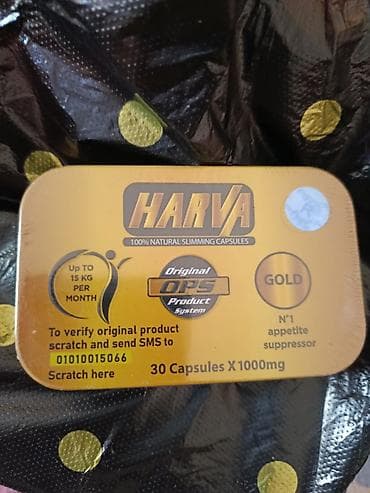 HARVA
100% NATURAL SLIMMING CAPSULES
Up TO
15 KG
PER
MONTH
Original
OPS
Product
System
GOLD
N°1
appetite
suppressor
To verify original product
scratch and send SMS to
01010015066
Scratch here
30 Capsules X 1000mg